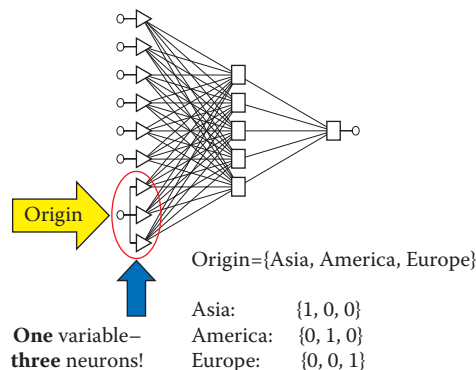 Origin
Origin={Asia, America, Europe}
Asia: {1, 0, 0}
America: {0, 1, 0}
Europe: {0, 0, 1}
One variable–
three neurons!